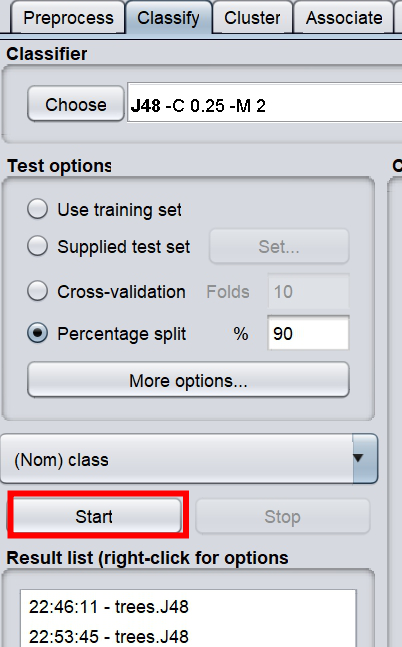 Preprocess Classify Cluster Associate
Classifier
Choose J48 -C 0.25 -M 2
Test options
Use training set
Supplied test set Set...
Cross-validation Folds 10
Percentage split % 90
More options...
(Nom) class
Start Stop
Result list (right-click for options
22:46:11 - trees.J48
22:53:45 - trees.J48